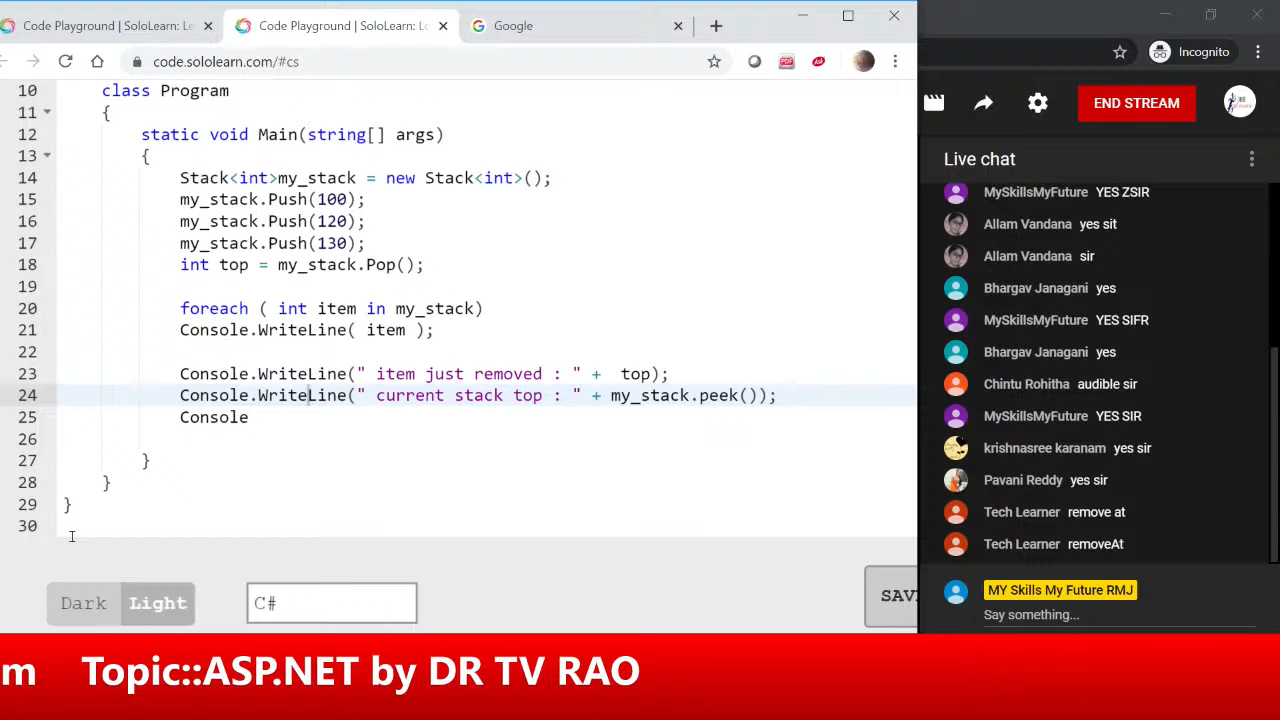 Code Playground | SoloLearn: Le
Code Playground | SoloLearn: Le
Google
code.sololearn.com/#cs
Incognito
10 class Program
11 {
12 static void Main(string[] args)
13 {
14 Stack<int>my_stack = new Stack<int>();
15 my_stack.Push(100);
16 my_stack.Push(120);
17 my_stack.Push(130);
18 int top = my_stack.Pop();
19
20 foreach ( int item in my_stack)
21 Console.WriteLine( item );
22
23 Console.WriteLine(" item just removed : " +  top);
24 Console.WriteLine(" current stack top : " + my_stack.peek());
25 Console
26
27 }
28 }
29 }
30
Dark
Light
C#
SAVE
END STREAM
Live chat
MySkillsMyFuture YES ZSIR
Allam Vandana yes sit
Allam Vandana sir
Bhargav Janagani yes
MySkillsMyFuture YES SIFR
Bhargav Janagani yes
Chintu Rohitha audible sir
MySkillsMyFuture YES SIR
krishnasree karanam yes sir
Pavani Reddy yes sir
Tech Learner remove at
Tech Learner removeAt
MY Skills My Future RMJ
Say something...
m Topic::ASP.NET by DR TV RAO